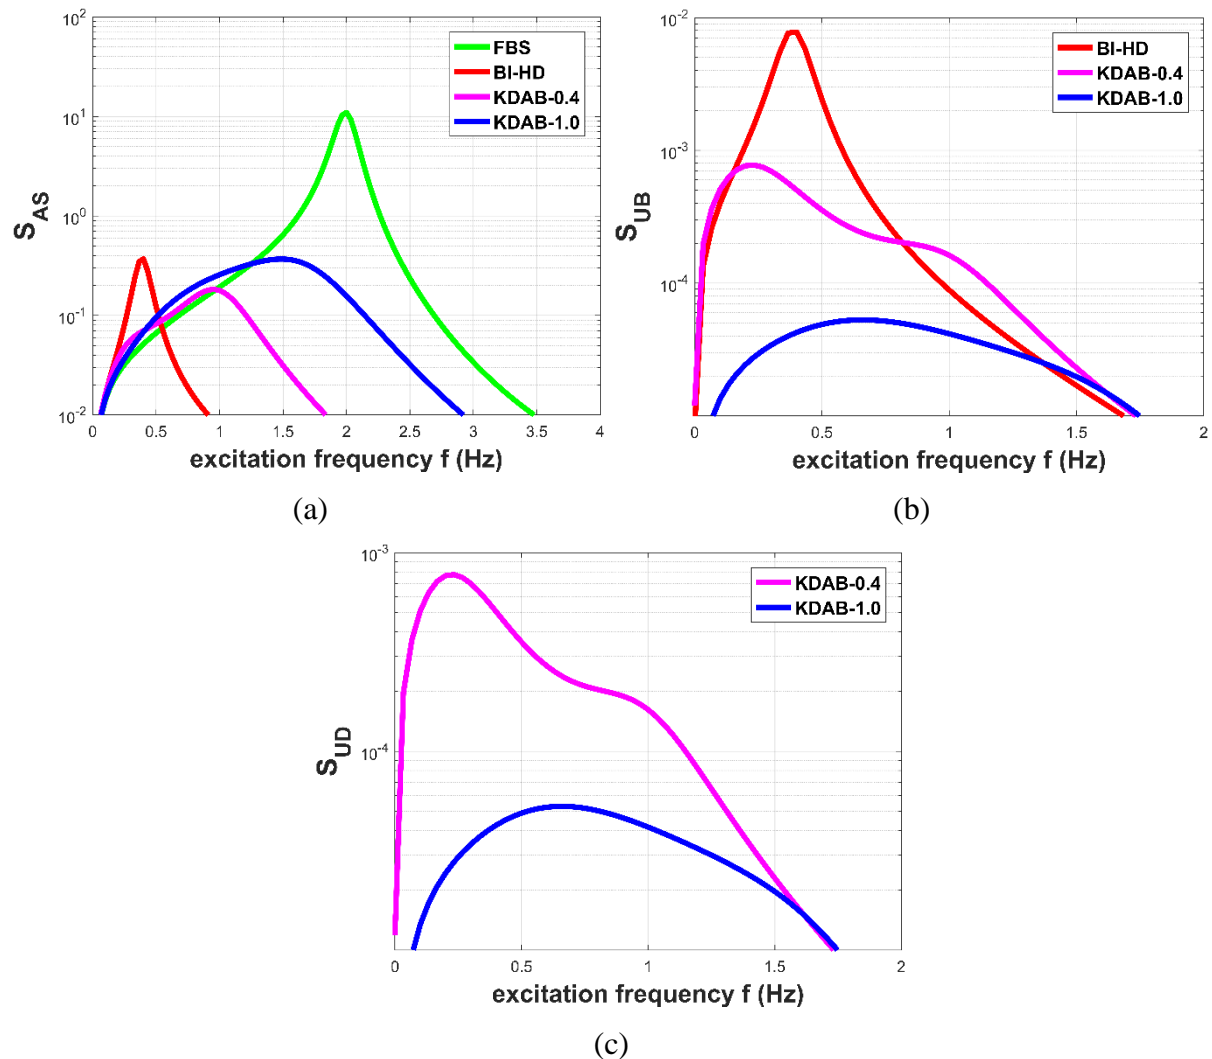 10^2
10^1
10^0
10^-1
10^-2
S_AS
FBS
BI-HD
KDAB-0.4
KDAB-1.0
0 0.5 1 1.5 2 2.5 3 3.5 4
excitation frequency f (Hz)
(a)
10^-2
10^-3
10^-4
S_UB
BI-HD
KDAB-0.4
KDAB-1.0
0 0.5 1 1.5 2
excitation frequency f (Hz)
(b)
10^-3
10^-4
S_UD
KDAB-0.4
KDAB-1.0
0 0.5 1 1.5 2
excitation frequency f (Hz)
(c)